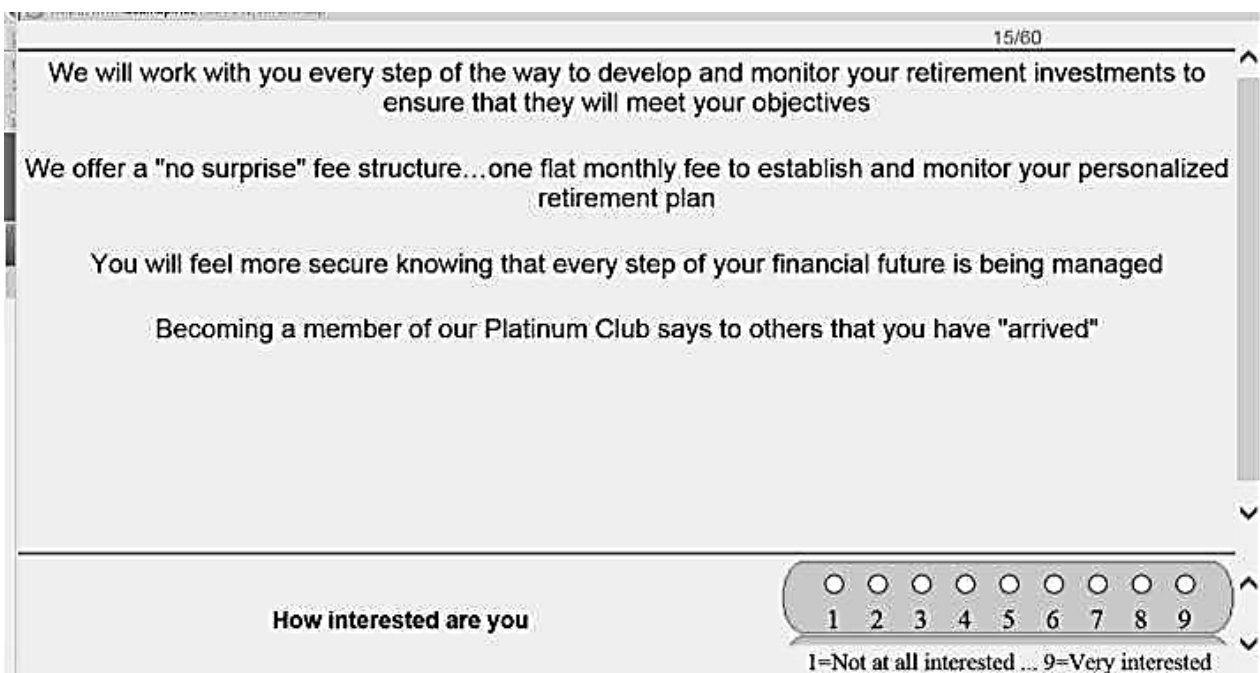 15/60
We will work with you every step of the way to develop and monitor your retirement investments to
ensure that they will meet your objectives
We offer a "no surprise" fee structure...one flat monthly fee to establish and monitor your personalized
retirement plan
You will feel more secure knowing that every step of your financial future is being managed
Becoming a member of our Platinum Club says to others that you have "arrived"
How interested are you
1 2 3 4 5 6 7 8 9
1=Not at all interested ... 9=Very interested